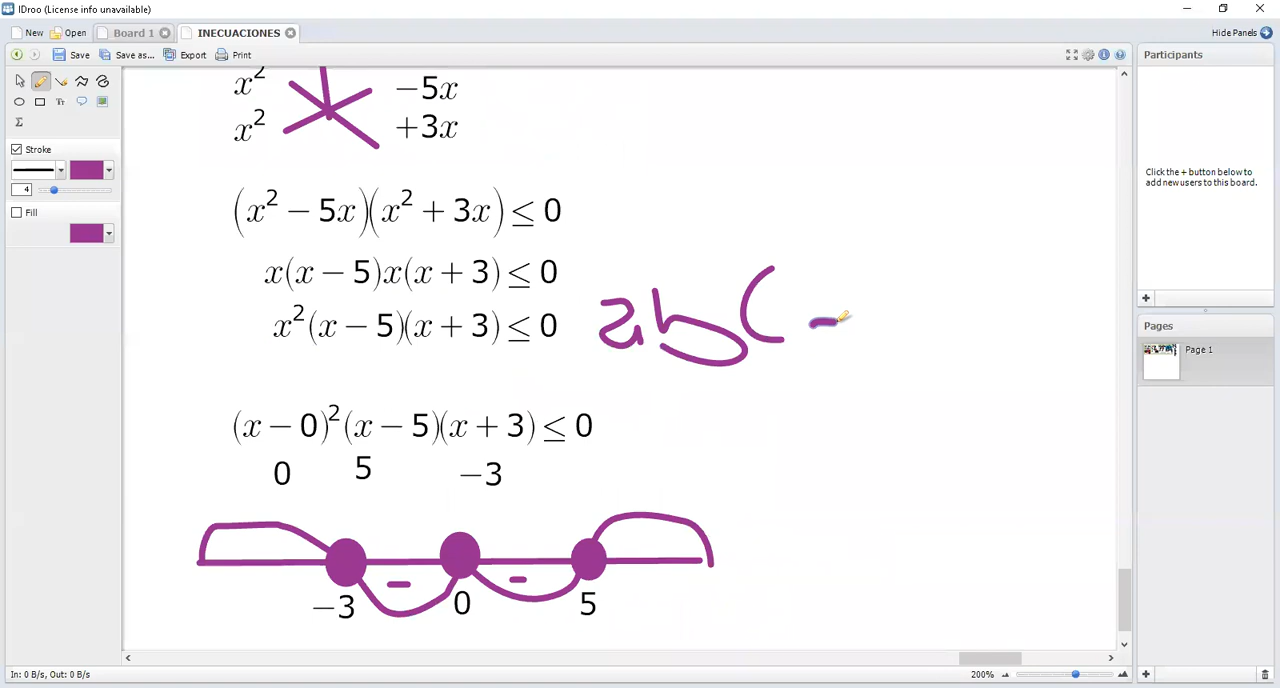 IDroo (License info unavailable)
New Open Board 1 INECUACIONES Hide Panels
Save Save as... Export Print
Participants
x² −5x
x² +3x
Stroke
4
Fill
(x² − 5x)(x² + 3x) ≤ 0
x(x − 5)x(x + 3) ≤ 0
x²(x − 5)(x + 3) ≤ 0
ab( -
(x − 0)²(x − 5)(x + 3) ≤ 0
0 5 −3
- -
−3 0 5
Click the + button below to
add new users to this board.
Pages
Page 1
In: 0 B/s, Out: 0 B/s
200%